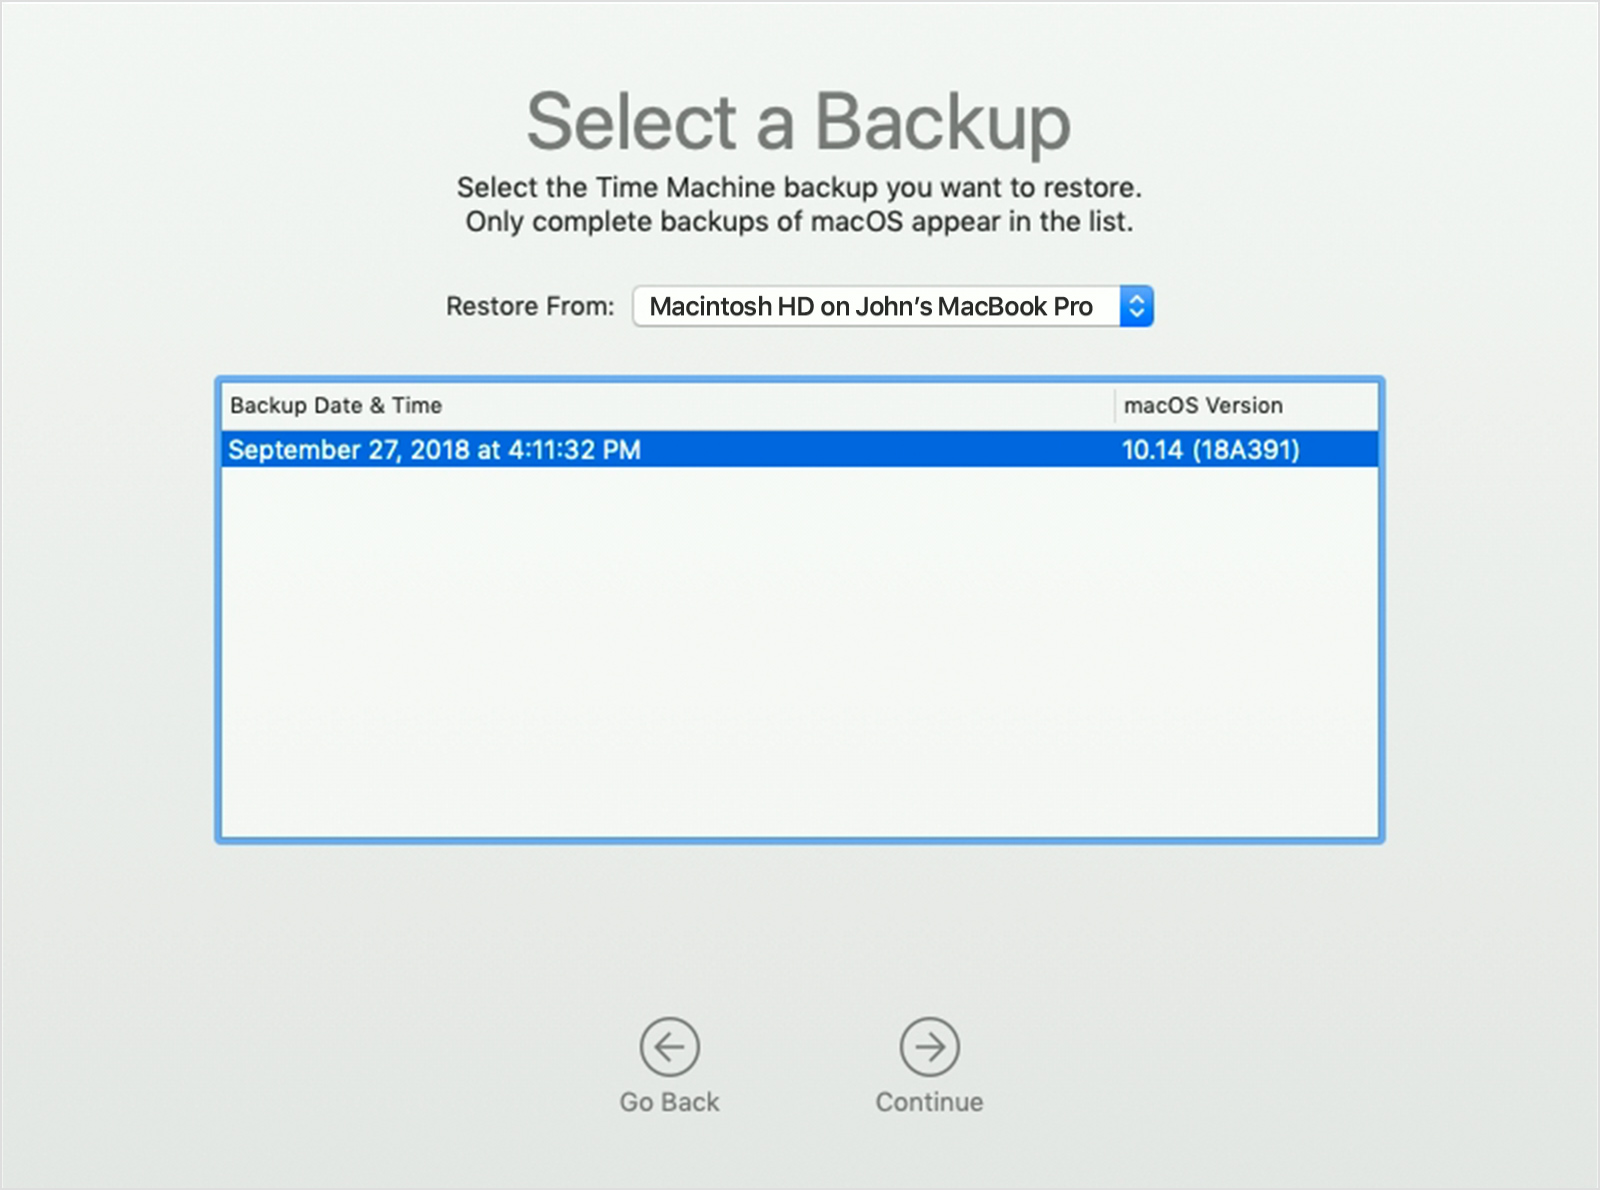 Select a Backup
Select the Time Machine backup you want to restore.
Only complete backups of macOS appear in the list.
Restore From: Macintosh HD on John’s MacBook Pro
Backup Date & Time macOS Version
September 27, 2018 at 4:11:32 PM 10.14 (18A391)
Go Back Continue